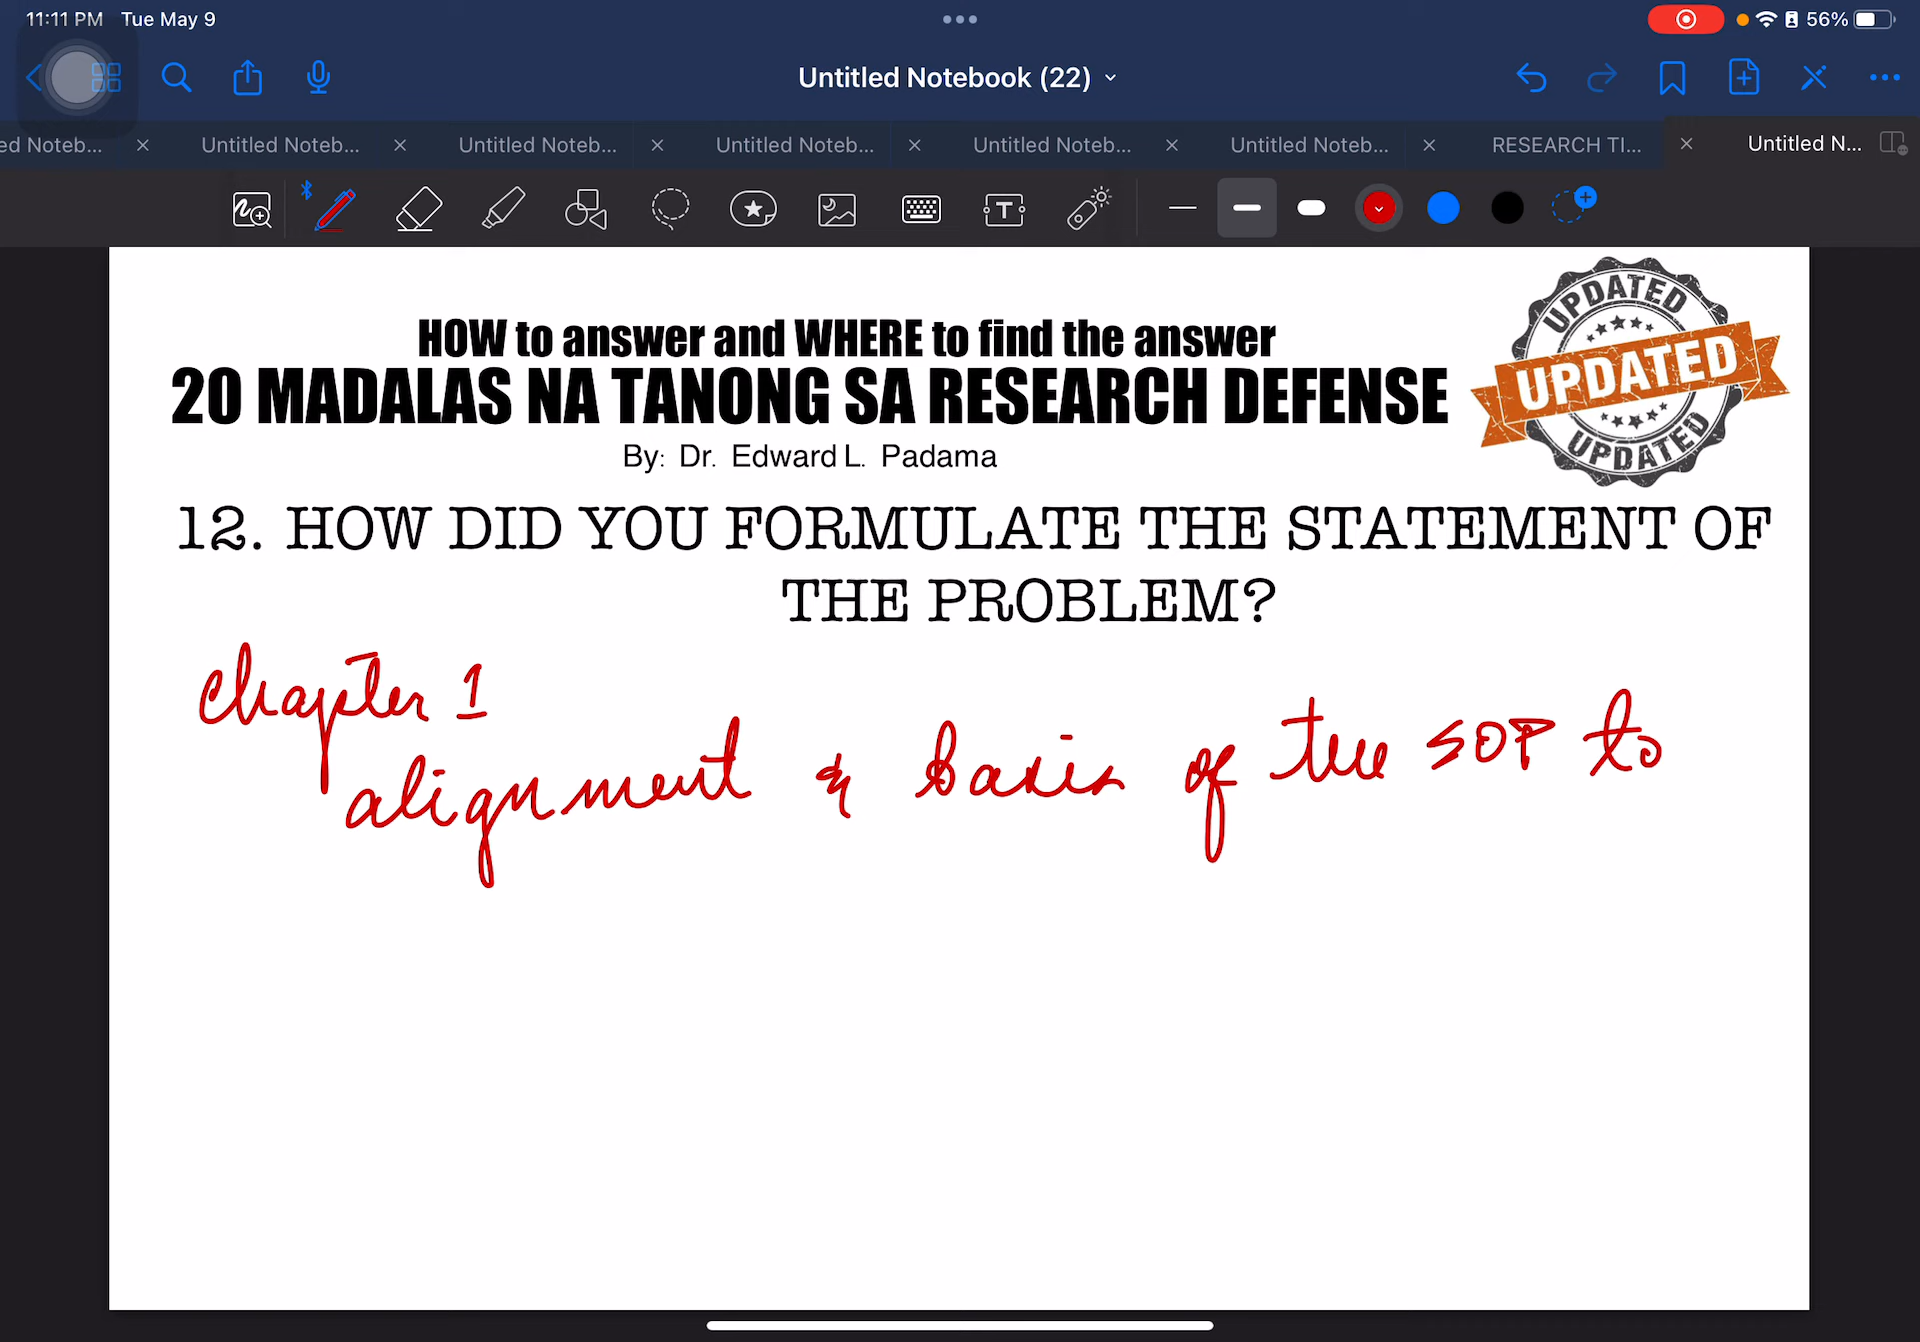 11:11 PM Tue May 9
56%
Untitled Notebook (22)
ed Noteb... Untitled Noteb... Untitled Noteb... Untitled Noteb... Untitled Noteb... Untitled Noteb... RESEARCH TI... Untitled N...
HOW to answer and WHERE to find the answer
20 MADALAS NA TANONG SA RESEARCH DEFENSE
By: Dr. Edward L. Padama
UPDATED
UPDATED
UPDATED
12. HOW DID YOU FORMULATE THE STATEMENT OF
THE PROBLEM?
Chapter 1
alignment & basis of the SOP to